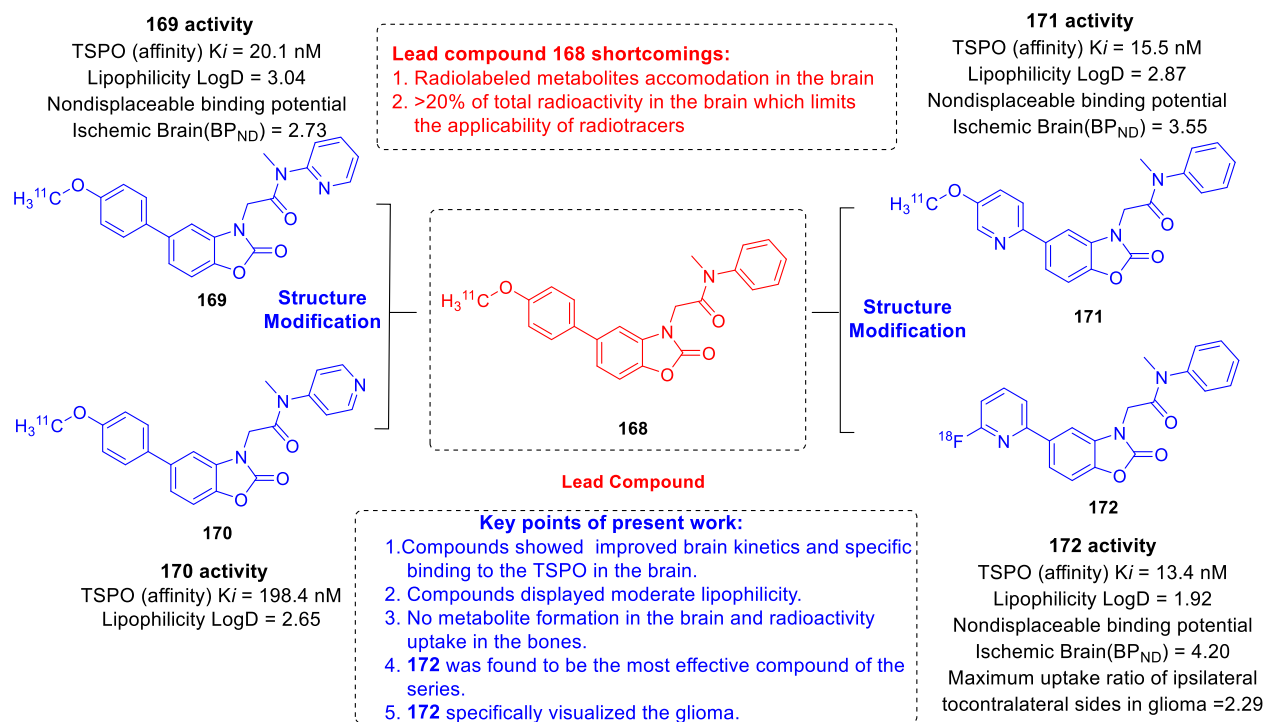 169 activity
TSPO (affinity) Ki = 20.1 nM
Lipophilicity LogD = 3.04
Nondisplaceable binding potential
Ischemic Brain(BPND) = 2.73
H311C
O
N
N
O
N
O
O
169
Lead compound 168 shortcomings:
1. Radiolabeled metabolites accomodation in the brain
2. >20% of total radioactivity in the brain which limits
the applicability of radiotracers
171 activity
TSPO (affinity) Ki = 15.5 nM
Lipophilicity LogD = 2.87
Nondisplaceable binding potential
Ischemic Brain(BPND) = 3.55
H311C
O
N
N
O
N
O
O
171
Structure
Modification
H311C
O
N
O
N
O
O
168
Lead Compound
Structure
Modification
H311C
O
N
N
O
N
O
O
170
170 activity
TSPO (affinity) Ki = 198.4 nM
Lipophilicity LogD = 2.65
Key points of present work:
1.Compounds showed improved brain kinetics and specific
binding to the TSPO in the brain.
2. Compounds displayed moderate lipophilicity.
3. No metabolite formation in the brain and radioactivity
uptake in the bones.
4. 172 was found to be the most effective compound of the
series.
5. 172 specifically visualized the glioma.
18F
N
N
O
N
O
O
172
172 activity
TSPO (affinity) Ki = 13.4 nM
Lipophilicity LogD = 1.92
Nondisplaceable binding potential
Ischemic Brain(BPND) = 4.20
Maximum uptake ratio of ipsilateral
tocontralateral sides in glioma =2.29